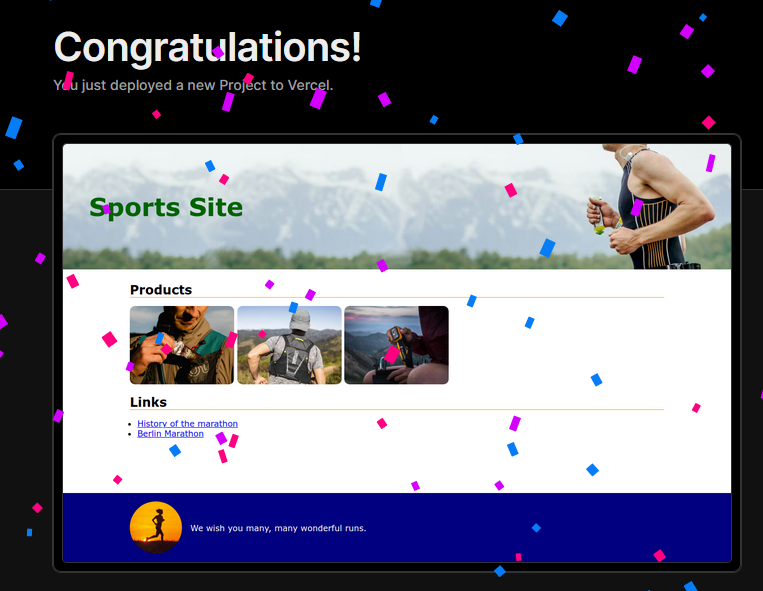 Congratulations!
You just deployed a new Project to Vercel.
Sports Site
Products
Links
History of the marathon
Berlin Marathon
We wish you many, many wonderful runs.